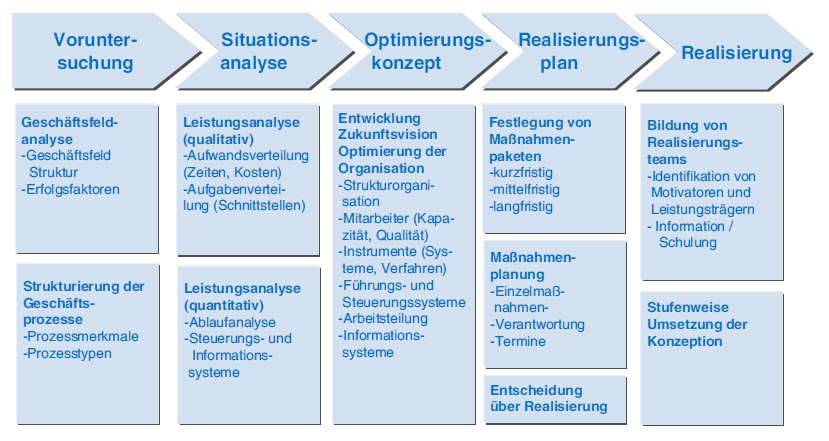 Vorunter-
suchung
Situations-
analyse
Optimierungs-
konzept
Realisierungs-
plan
Realisierung
Geschäftsfeld-
analyse
-Geschäftsfeld
Struktur
-Erfolgsfaktoren
Strukturierung der
Geschäfts-
prozesse
-Prozessmerkmale
-Prozesstypen
Leistungsanalyse
(qualitativ)
-Aufwandsverteilung
(Zeiten, Kosten)
-Aufgabenvertei-
lung (Schnittstellen)
Leistungsanalyse
(quantitativ)
-Ablaufanalyse
-Steuerungs- und
Informations-
systeme
Entwicklung
Zukunftsvision
Optimierung der
Organisation
-Strukturorgani-
sation
-Mitarbeiter (Kapa-
zität, Qualität)
-Instrumente (Sys-
teme, Verfahren)
-Führungs- und
Steuerungssysteme
-Arbeitsteilung
-Informations-
systeme
Festlegung von
Maßnahmen-
paketen
-kurzfristig
-mittelfristig
-langfristig
Maßnahmen-
planung
-Einzelmaß-
nahmen-
-Verantwortung
-Termine
Entscheidung
über Realisierung
Bildung von
Realisierungs-
teams
-Identifikation von
Motivatoren und
Leistungsträgern
- Information /
Schulung
Stufenweise
Umsetzung der
Konzeption